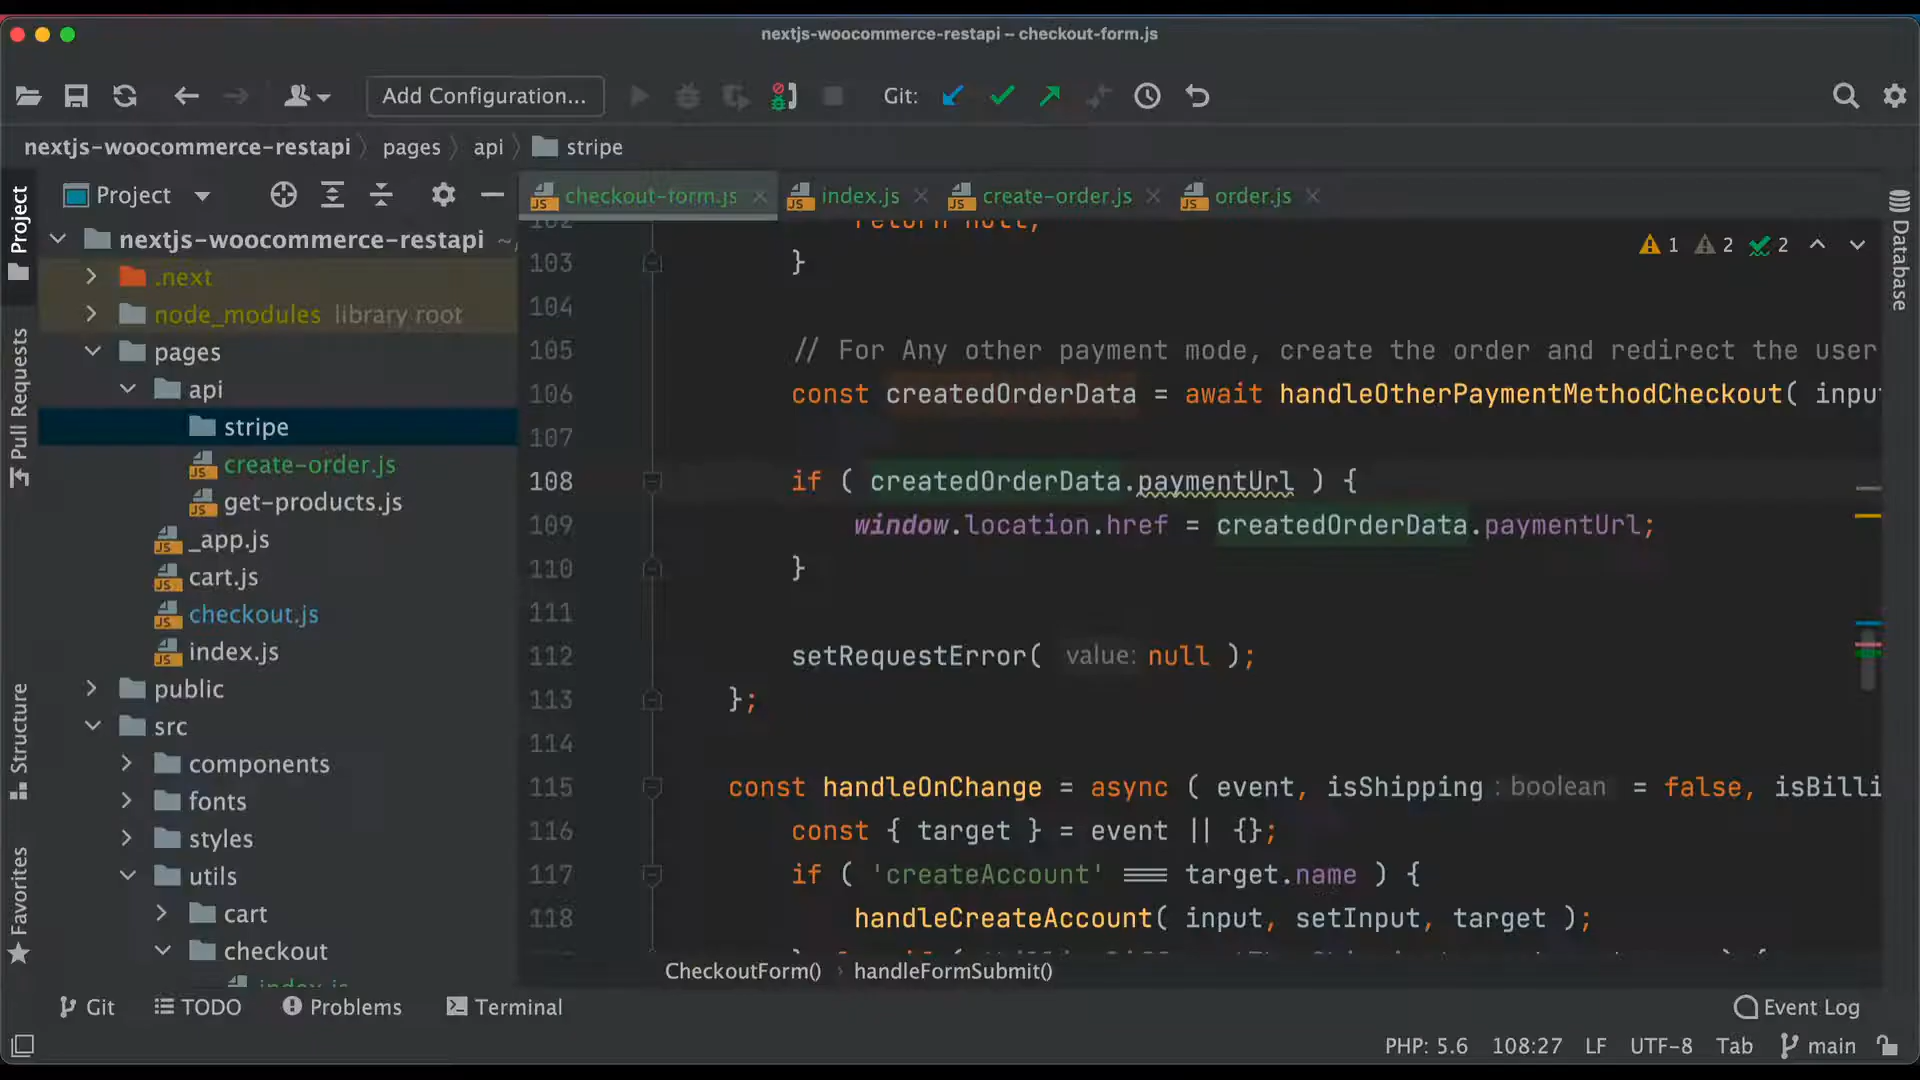 nextjs-woocommerce-restapi – checkout-form.js
Add Configuration...
Git:
nextjs-woocommerce-restapi
pages
api
stripe
Project
Project
checkout-form.js
index.js
create-order.js
order.js
nextjs-woocommerce-restapi ~/
.next
node_modules library root
pages
api
stripe
create-order.js
get-products.js
_app.js
cart.js
checkout.js
index.js
public
src
components
fonts
styles
utils
cart
checkout
index.js
Pull Requests
Structure
Favorites
Database
1
2
2
102 return null;
103 }
104
105 // For Any other payment mode, create the order and redirect the user
106 const createdOrderData = await handleOtherPaymentMethodCheckout( inpu
107
108 if ( createdOrderData.paymentUrl ) {
109 window.location.href = createdOrderData.paymentUrl;
110 }
111
112 setRequestError( value: null );
113 };
114
115 const handleOnChange = async ( event, isShipping : boolean = false, isBilli
116 const { target } = event || {};
117 if ( 'createAccount' === target.name ) {
118 handleCreateAccount( input, setInput, target );
CheckoutForm()
handleFormSubmit()
Git
TODO
Problems
Terminal
Event Log
PHP: 5.6
108:27
LF
UTF-8
Tab
main